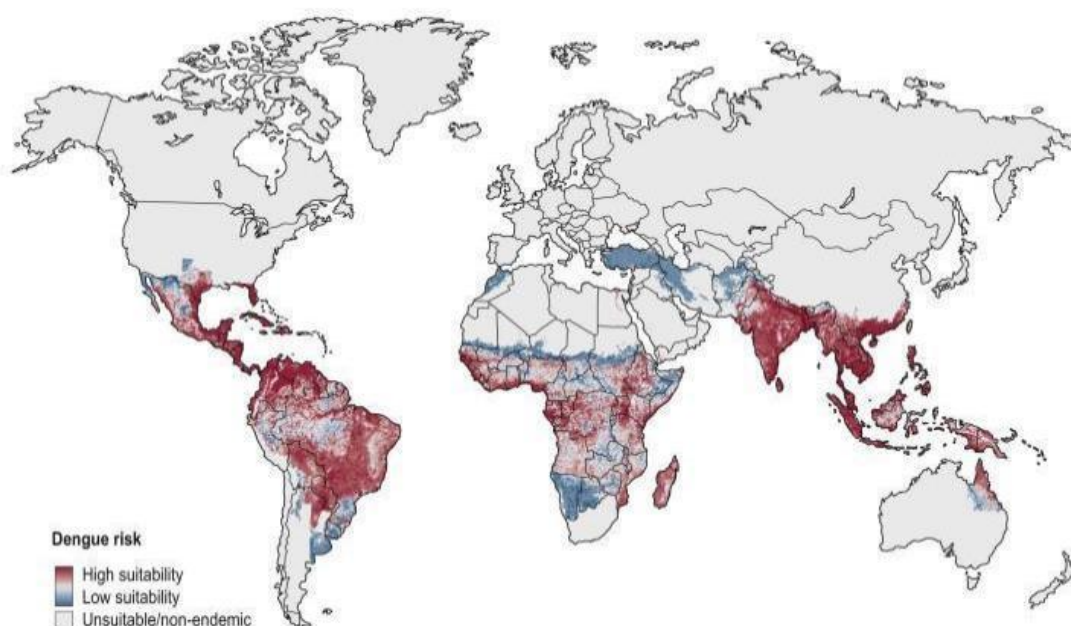 Dengue risk
High suitability
Low suitability
Unsuitable/non-endemic